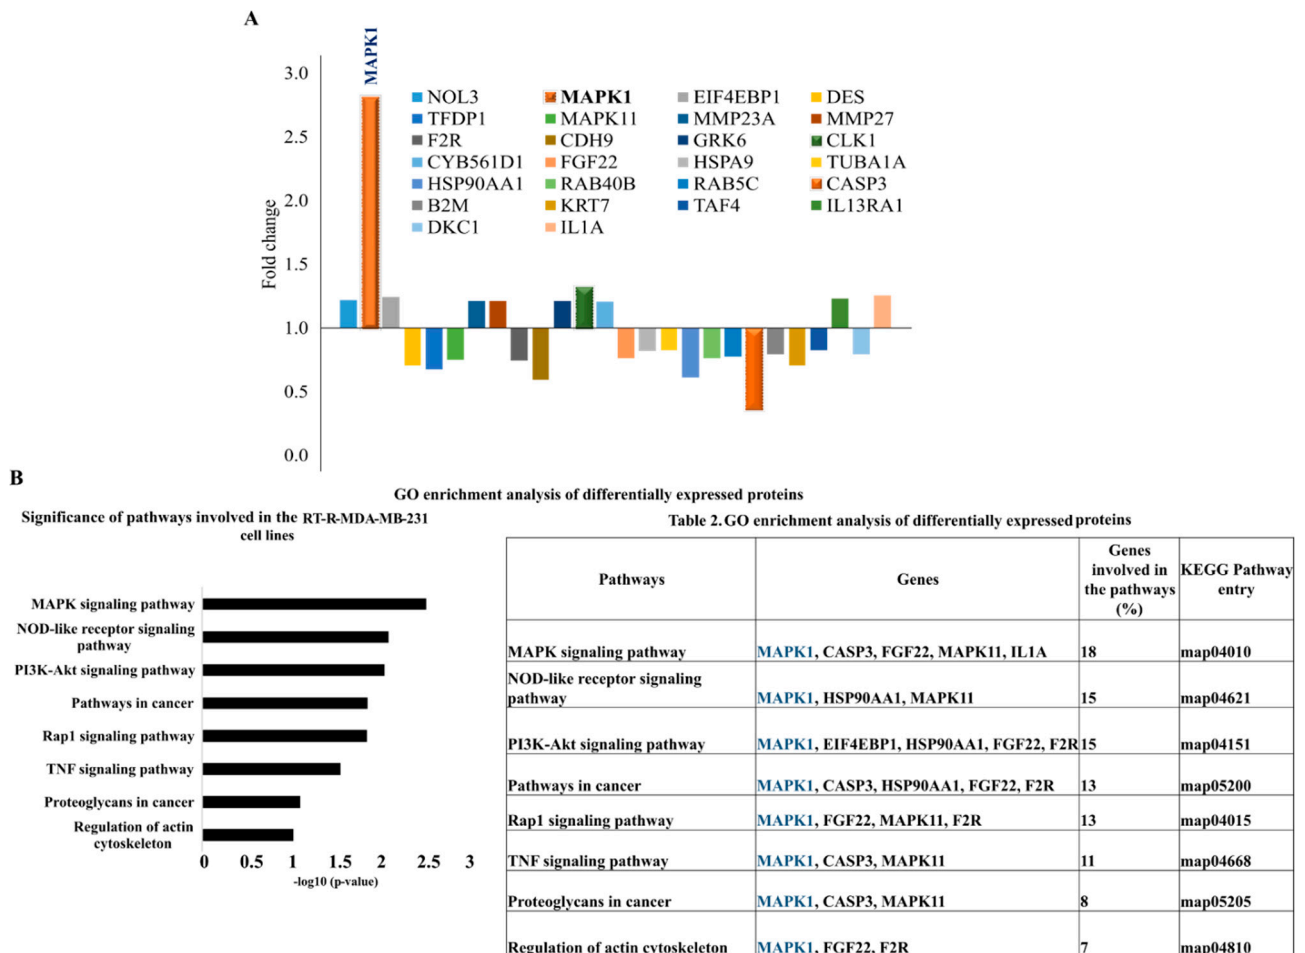 A
MAPK1
3.0
2.5
2.0
1.5
1.0
0.5
0.0
Fold change
NOL3 MAPK1 EIF4EBP1 DES
TFDP1 MAPK11 MMP23A MMP27
F2R CDH9 GRK6 CLK1
CYB561D1 FGF22 HSPA9 TUBA1A
HSP90AA1 RAB40B RAB5C CASP3
B2M KRT7 TAF4 IL13RA1
DKC1 IL1A
B
GO enrichment analysis of differentially expressed proteins
Significance of pathways involved in the RT-R-MDA-MB-231
cell lines
MAPK signaling pathway
NOD-like receptor signaling
pathway
PI3K-Akt signaling pathway
Pathways in cancer
Rap1 signaling pathway
TNF signaling pathway
Proteoglycans in cancer
Regulation of actin
cytoskeleton
0 0.5 1 1.5 2 2.5 3
-log10 (p-value)
Table 2. GO enrichment analysis of differentially expressed proteins
Pathways Genes Genes involved in the pathways (%) KEGG Pathway entry
MAPK signaling pathway MAPK1, CASP3, FGF22, MAPK11, IL1A 18 map04010
NOD-like receptor signaling
pathway MAPK1, HSP90AA1, MAPK11 15 map04621
PI3K-Akt signaling pathway MAPK1, EIF4EBP1, HSP90AA1, FGF22, F2R 15 map04151
Pathways in cancer MAPK1, CASP3, HSP90AA1, FGF22, F2R 13 map05200
Rap1 signaling pathway MAPK1, FGF22, MAPK11, F2R 13 map04015
TNF signaling pathway MAPK1, CASP3, MAPK11 11 map04668
Proteoglycans in cancer MAPK1, CASP3, MAPK11 8 map05205
Regulation of actin cytoskeleton MAPK1, FGF22, F2R 7 map04810